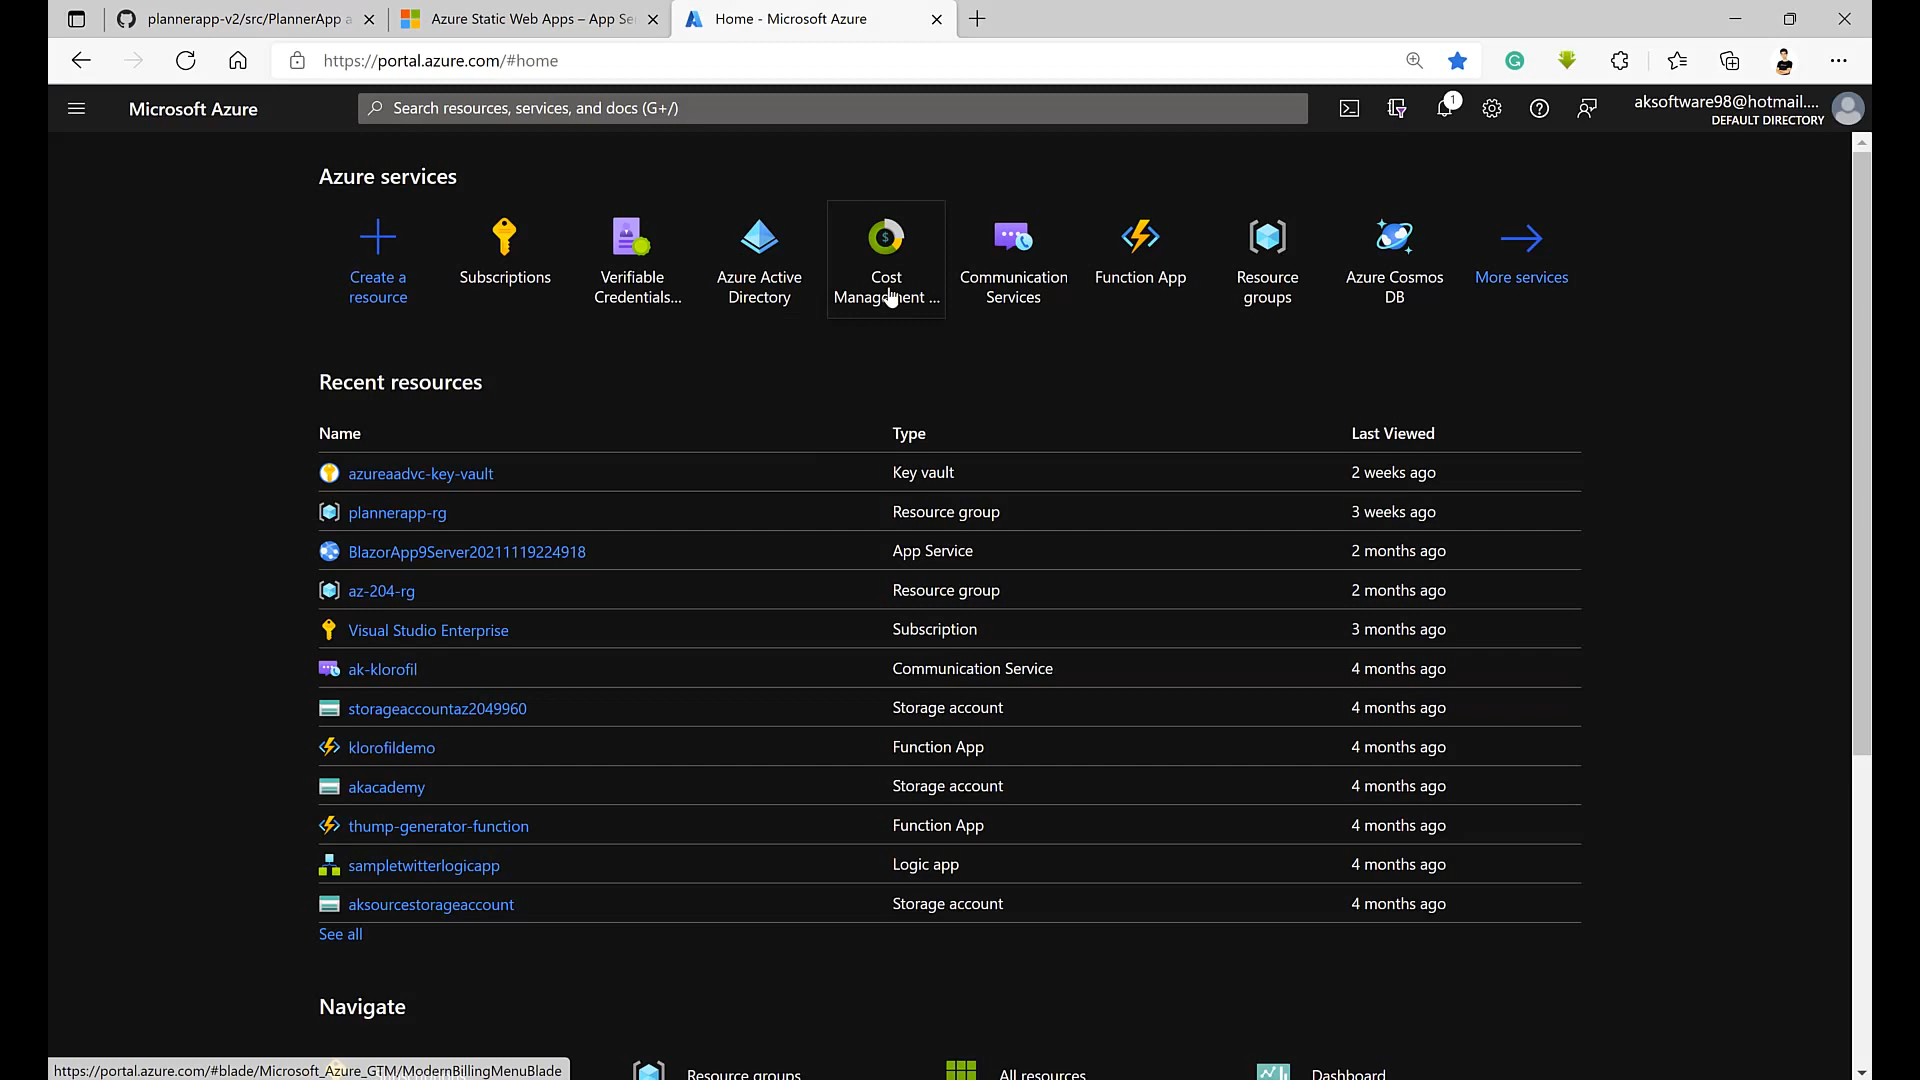 plannerapp-v2/src/PlannerApp a
Azure Static Web Apps – App Se
Home - Microsoft Azure
https://portal.azure.com/#home
Microsoft Azure
Search resources, services, and docs (G+/)
1
aksoftware98@hotmail....
DEFAULT DIRECTORY
Azure services
Create a
resource
Subscriptions
Verifiable
Credentials...
Azure Active
Directory
Cost
Management ...
Communication
Services
Function App
Resource
groups
Azure Cosmos
DB
More services
Recent resources
Name Type Last Viewed
azureaadvc-key-vault Key vault 2 weeks ago
plannerapp-rg Resource group 3 weeks ago
BlazorApp9Server20211119224918 App Service 2 months ago
az-204-rg Resource group 2 months ago
Visual Studio Enterprise Subscription 3 months ago
ak-klorofil Communication Service 4 months ago
storageaccountaz2049960 Storage account 4 months ago
klorofildemo Function App 4 months ago
akacademy Storage account 4 months ago
thump-generator-function Function App 4 months ago
sampletwitterlogicapp Logic app 4 months ago
aksourcestorageaccount Storage account 4 months ago
See all
Navigate
Resource groups All resources Dashboard
https://portal.azure.com/#blade/Microsoft_Azure_GTM/ModernBillingMenuBlade